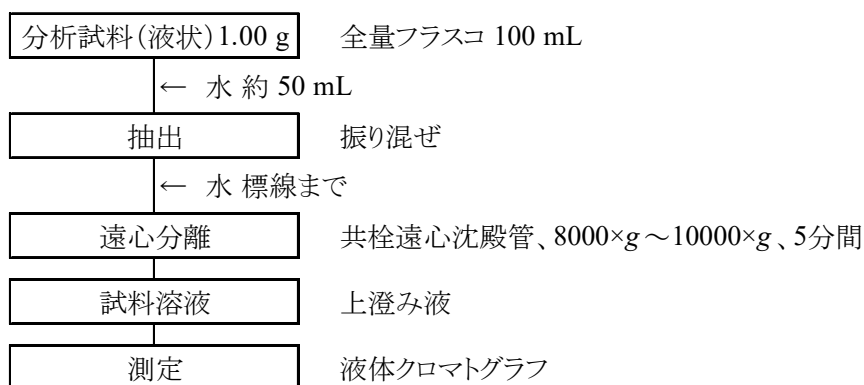 分析試料(液状)1.00 g 全量フラスコ 100 mL
← 水 約 50 mL
抽出 振り混ぜ
← 水 標線まで
遠心分離 共栓遠心沈殿管、8000×g～10000×g、5分間
試料溶液 上澄み液
測定 液体クロマトグラフ